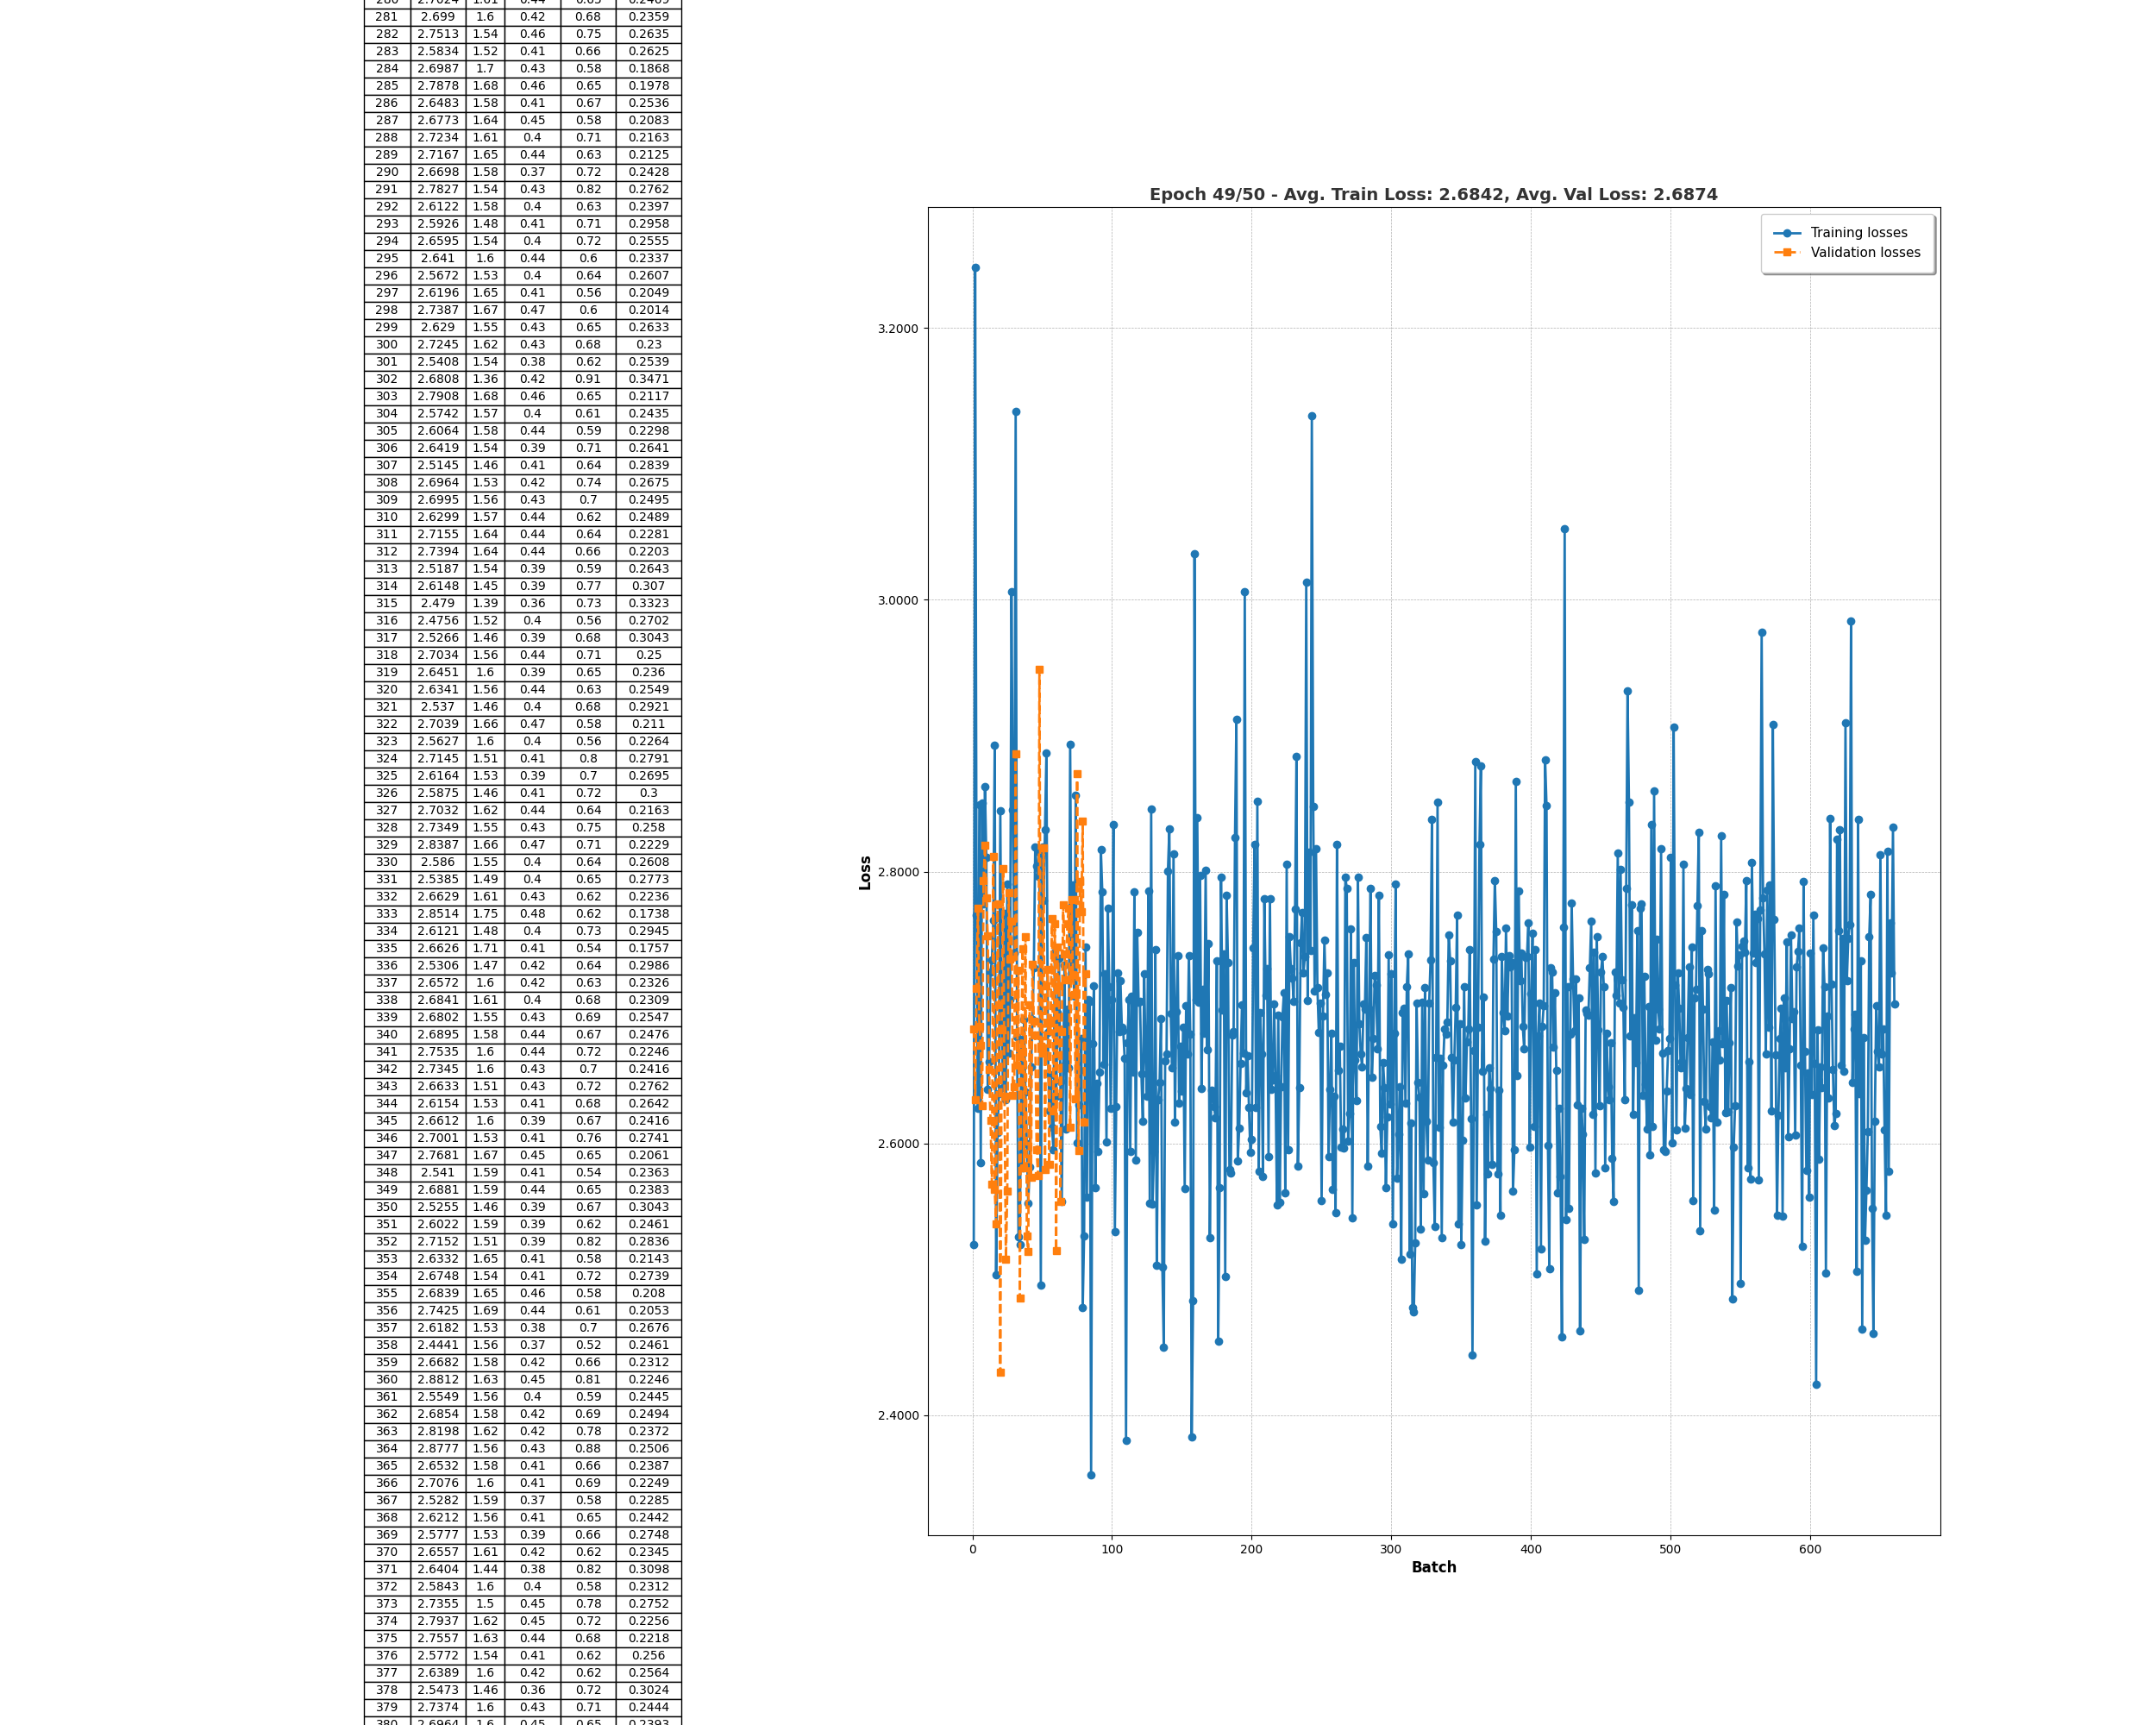 281 2.699 1.6 0.42 0.68 0.2359
282 2.7513 1.54 0.46 0.75 0.2635
283 2.5834 1.52 0.41 0.66 0.2625
284 2.6987 1.7 0.43 0.58 0.1868
285 2.7878 1.68 0.46 0.65 0.1978
286 2.6483 1.58 0.41 0.67 0.2536
287 2.6773 1.64 0.45 0.58 0.2083
288 2.7234 1.61 0.4 0.71 0.2163
289 2.7167 1.65 0.44 0.63 0.2125
290 2.6698 1.58 0.37 0.72 0.2428
291 2.7827 1.54 0.43 0.82 0.2762
292 2.6122 1.58 0.4 0.63 0.2397
293 2.5926 1.48 0.41 0.71 0.2958
294 2.6595 1.54 0.4 0.72 0.2555
295 2.641 1.6 0.44 0.6 0.2337
296 2.5672 1.53 0.4 0.64 0.2607
297 2.6196 1.65 0.41 0.56 0.2049
298 2.7387 1.67 0.47 0.6 0.2014
299 2.629 1.55 0.43 0.65 0.2633
300 2.7245 1.62 0.43 0.68 0.23
301 2.5408 1.54 0.38 0.62 0.2539
302 2.6808 1.36 0.42 0.91 0.3471
303 2.7908 1.68 0.46 0.65 0.2117
304 2.5742 1.57 0.4 0.61 0.2435
305 2.6064 1.58 0.44 0.59 0.2298
306 2.6419 1.54 0.39 0.71 0.2641
307 2.5145 1.46 0.41 0.64 0.2839
308 2.6964 1.53 0.42 0.74 0.2675
309 2.6995 1.56 0.43 0.7 0.2495
310 2.6299 1.57 0.44 0.62 0.2489
311 2.7155 1.64 0.44 0.64 0.2281
312 2.7394 1.64 0.44 0.66 0.2203
313 2.5187 1.54 0.39 0.59 0.2643
314 2.6148 1.45 0.39 0.77 0.307
315 2.479 1.39 0.36 0.73 0.3323
316 2.4756 1.52 0.4 0.56 0.2702
317 2.5266 1.46 0.39 0.68 0.3043
318 2.7034 1.56 0.44 0.71 0.25
319 2.6451 1.6 0.39 0.65 0.236
320 2.6341 1.56 0.44 0.63 0.2549
321 2.537 1.46 0.4 0.68 0.2921
322 2.7039 1.66 0.47 0.58 0.211
323 2.5627 1.6 0.4 0.56 0.2264
324 2.7145 1.51 0.41 0.8 0.2791
325 2.6164 1.53 0.39 0.7 0.2695
326 2.5875 1.46 0.41 0.72 0.3
327 2.7032 1.62 0.44 0.64 0.2163
328 2.7349 1.55 0.43 0.75 0.258
329 2.8387 1.66 0.47 0.71 0.2229
330 2.586 1.55 0.4 0.64 0.2608
331 2.5385 1.49 0.4 0.65 0.2773
332 2.6629 1.61 0.43 0.62 0.2236
333 2.8514 1.75 0.48 0.62 0.1738
334 2.6121 1.48 0.4 0.73 0.2945
335 2.6626 1.71 0.41 0.54 0.1757
336 2.5306 1.47 0.42 0.64 0.2986
337 2.6572 1.6 0.42 0.63 0.2326
338 2.6841 1.61 0.4 0.68 0.2309
339 2.6802 1.55 0.43 0.69 0.2547
340 2.6895 1.58 0.44 0.67 0.2476
341 2.7535 1.6 0.44 0.72 0.2246
342 2.7345 1.6 0.43 0.7 0.2416
343 2.6633 1.51 0.43 0.72 0.2762
344 2.6154 1.53 0.41 0.68 0.2642
345 2.6612 1.6 0.39 0.67 0.2416
346 2.7001 1.53 0.41 0.76 0.2741
347 2.7681 1.67 0.45 0.65 0.2061
348 2.541 1.59 0.41 0.54 0.2363
349 2.6881 1.59 0.44 0.65 0.2383
350 2.5255 1.46 0.39 0.67 0.3043
351 2.6022 1.59 0.39 0.62 0.2461
352 2.7152 1.51 0.39 0.82 0.2836
353 2.6332 1.65 0.41 0.58 0.2143
354 2.6748 1.54 0.41 0.72 0.2739
355 2.6839 1.65 0.46 0.58 0.208
356 2.7425 1.69 0.44 0.61 0.2053
357 2.6182 1.53 0.38 0.7 0.2676
358 2.4441 1.56 0.37 0.52 0.2461
359 2.6682 1.58 0.42 0.66 0.2312
360 2.8812 1.63 0.45 0.81 0.2246
361 2.5549 1.56 0.4 0.59 0.2445
362 2.6854 1.58 0.42 0.69 0.2494
363 2.8198 1.62 0.42 0.78 0.2372
364 2.8777 1.56 0.43 0.88 0.2506
365 2.6532 1.58 0.41 0.66 0.2387
366 2.7076 1.6 0.41 0.69 0.2249
367 2.5282 1.59 0.37 0.58 0.2285
368 2.6212 1.56 0.41 0.65 0.2442
369 2.5777 1.53 0.39 0.66 0.2748
370 2.6557 1.61 0.42 0.62 0.2345
371 2.6404 1.44 0.38 0.82 0.3098
372 2.5843 1.6 0.4 0.58 0.2312
373 2.7355 1.5 0.45 0.78 0.2752
374 2.7937 1.62 0.45 0.72 0.2256
375 2.7557 1.63 0.44 0.68 0.2218
376 2.5772 1.54 0.41 0.62 0.256
377 2.6389 1.6 0.42 0.62 0.2564
378 2.5473 1.46 0.36 0.72 0.3024
379 2.7374 1.6 0.43 0.71 0.2444
380 2.6964 1.6 0.45 0.65 0.2393
Epoch 49/50 - Avg. Train Loss: 2.6842, Avg. Val Loss: 2.6874
Training losses
Validation losses
3.2000
3.0000
2.8000
2.6000
2.4000
Loss
0 100 200 300 400 500 600
Batch